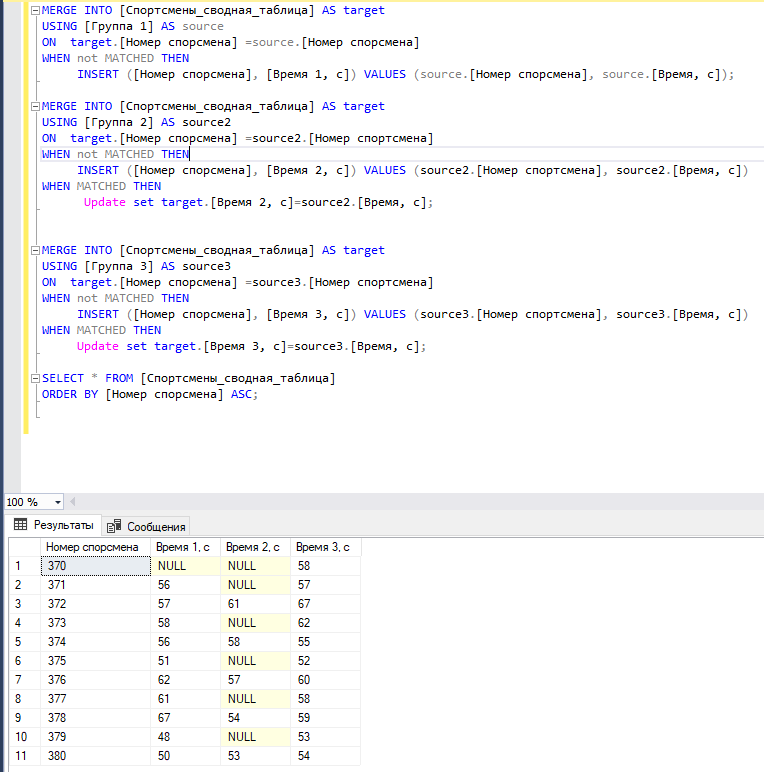 MERGE INTO [Спортсмены_сводная_таблица] AS target
USING [Группа 1] AS source
ON  target.[Номер спорсмена] =source.[Номер спорсмена]
WHEN not MATCHED THEN
INSERT ([Номер спорсмена], [Время 1, с]) VALUES (source.[Номер спорсмена], source.[Время, с]);
MERGE INTO [Спортсмены_сводная_таблица] AS target
USING [Группа 2] AS source2
ON  target.[Номер спорсмена] =source2.[Номер спортсмена]
WHEN not MATCHED THEN
INSERT ([Номер спорсмена], [Время 2, с]) VALUES (source2.[Номер спортсмена], source2.[Время, с])
WHEN MATCHED THEN
Update set target.[Время 2, с]=source2.[Время, с];
MERGE INTO [Спортсмены_сводная_таблица] AS target
USING [Группа 3] AS source3
ON  target.[Номер спорсмена] =source3.[Номер спортсмена]
WHEN not MATCHED THEN
INSERT ([Номер спорсмена], [Время 3, с]) VALUES (source3.[Номер спортсмена], source3.[Время, с])
WHEN MATCHED THEN
Update set target.[Время 3, с]=source3.[Время, с];
SELECT * FROM [Спортсмены_сводная_таблица]
ORDER BY [Номер спорсмена] ASC;
100 %
Результаты Сообщения
Номер спорсмена Время 1, с Время 2, с Время 3, с
1 370 NULL NULL 58
2 371 56 NULL 57
3 372 57 61 67
4 373 58 NULL 62
5 374 56 58 55
6 375 51 NULL 52
7 376 62 57 60
8 377 61 NULL 58
9 378 67 54 59
10 379 48 NULL 53
11 380 50 53 54